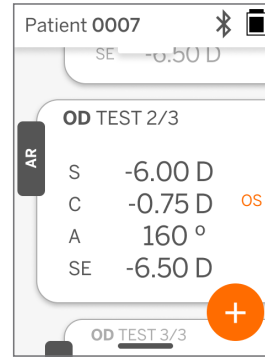 Patient 0007
SE -6.50 D
OD TEST 2/3
AR
S -6.00 D
C -0.75 D
OS
A 160 º
SE -6.50 D
+
OD TEST 3/3